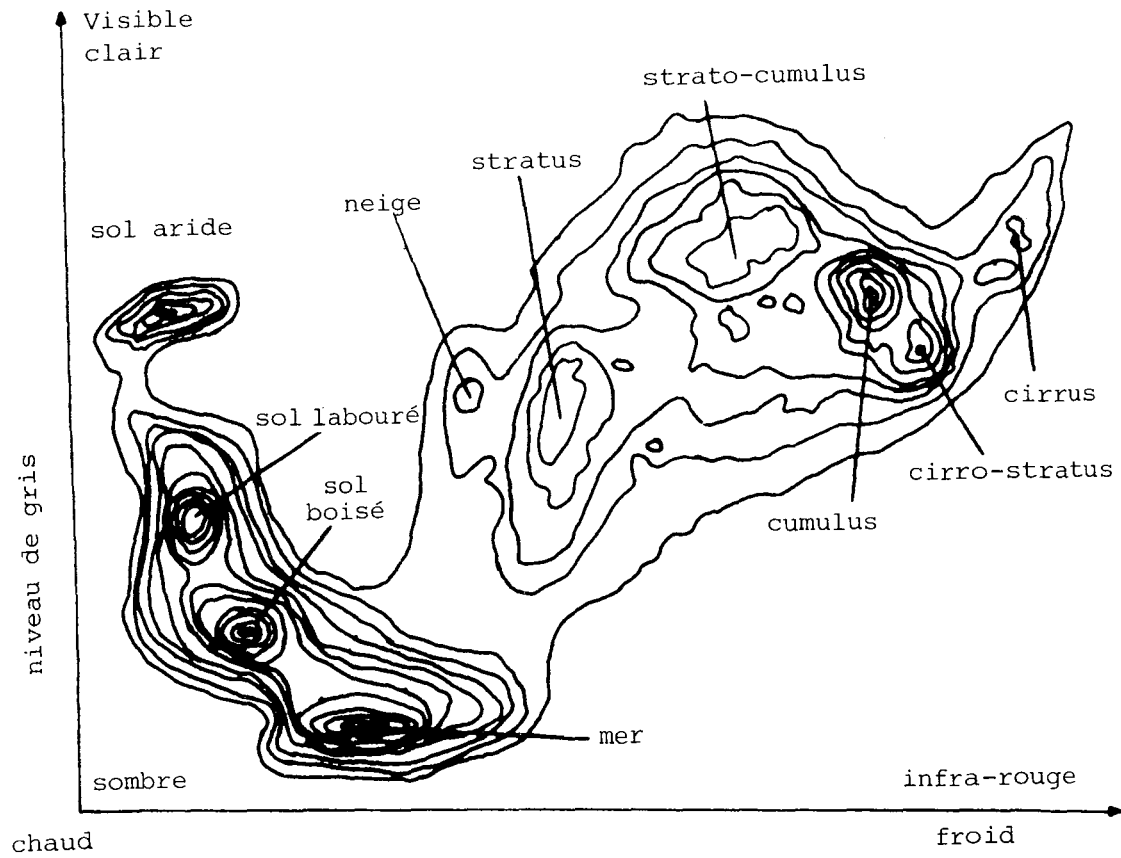 Visible
clair
strato-cumulus
stratus
neige
sol aride
sol labouré
sol
boisé
cirrus
cirro-stratus
cumulus
niveau de gris
mer
sombre
infra-rouge
chaud
froid